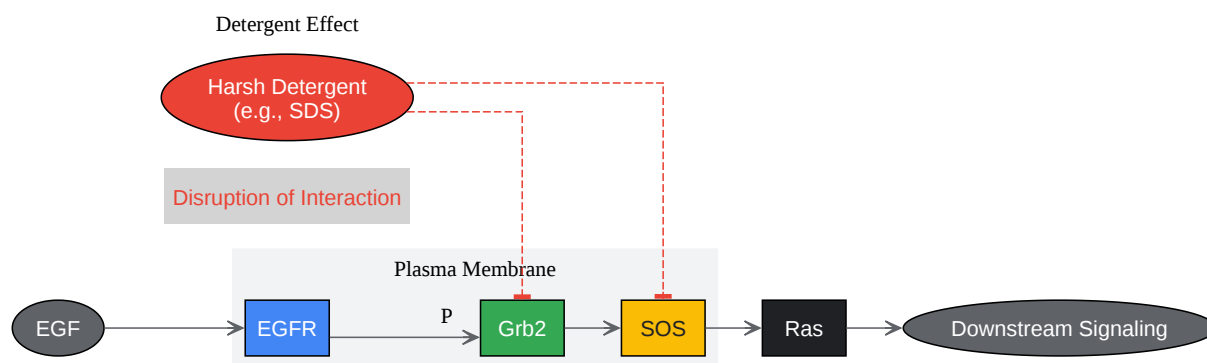 Detergent Effect
Harsh Detergent
(e.g., SDS)
Disruption of Interaction
Plasma Membrane
EGF
EGFR
P
Grb2
SOS
Ras
Downstream Signaling